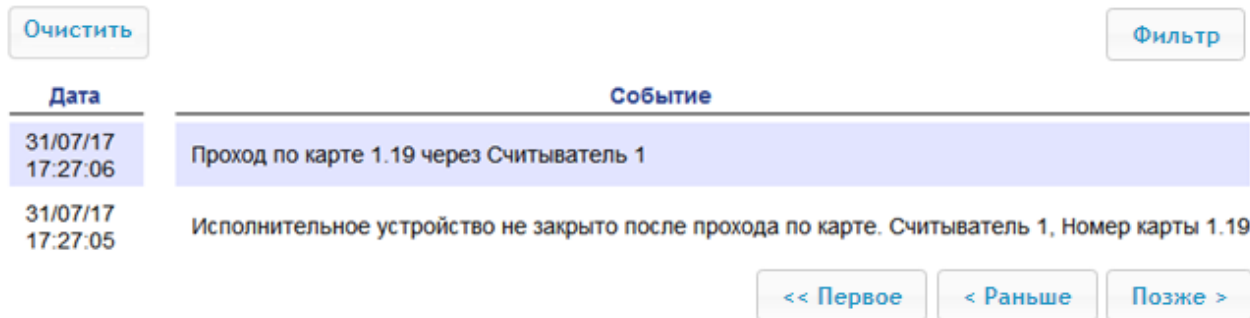 Очистить
Фильтр
Дата
Событие
31/07/17
17:27:06
Проход по карте 1.19 через Считыватель 1
31/07/17
17:27:05
Исполнительное устройство не закрыто после прохода по карте. Считыватель 1, Номер карты 1.19
<< Первое
< Раньше
Позже >